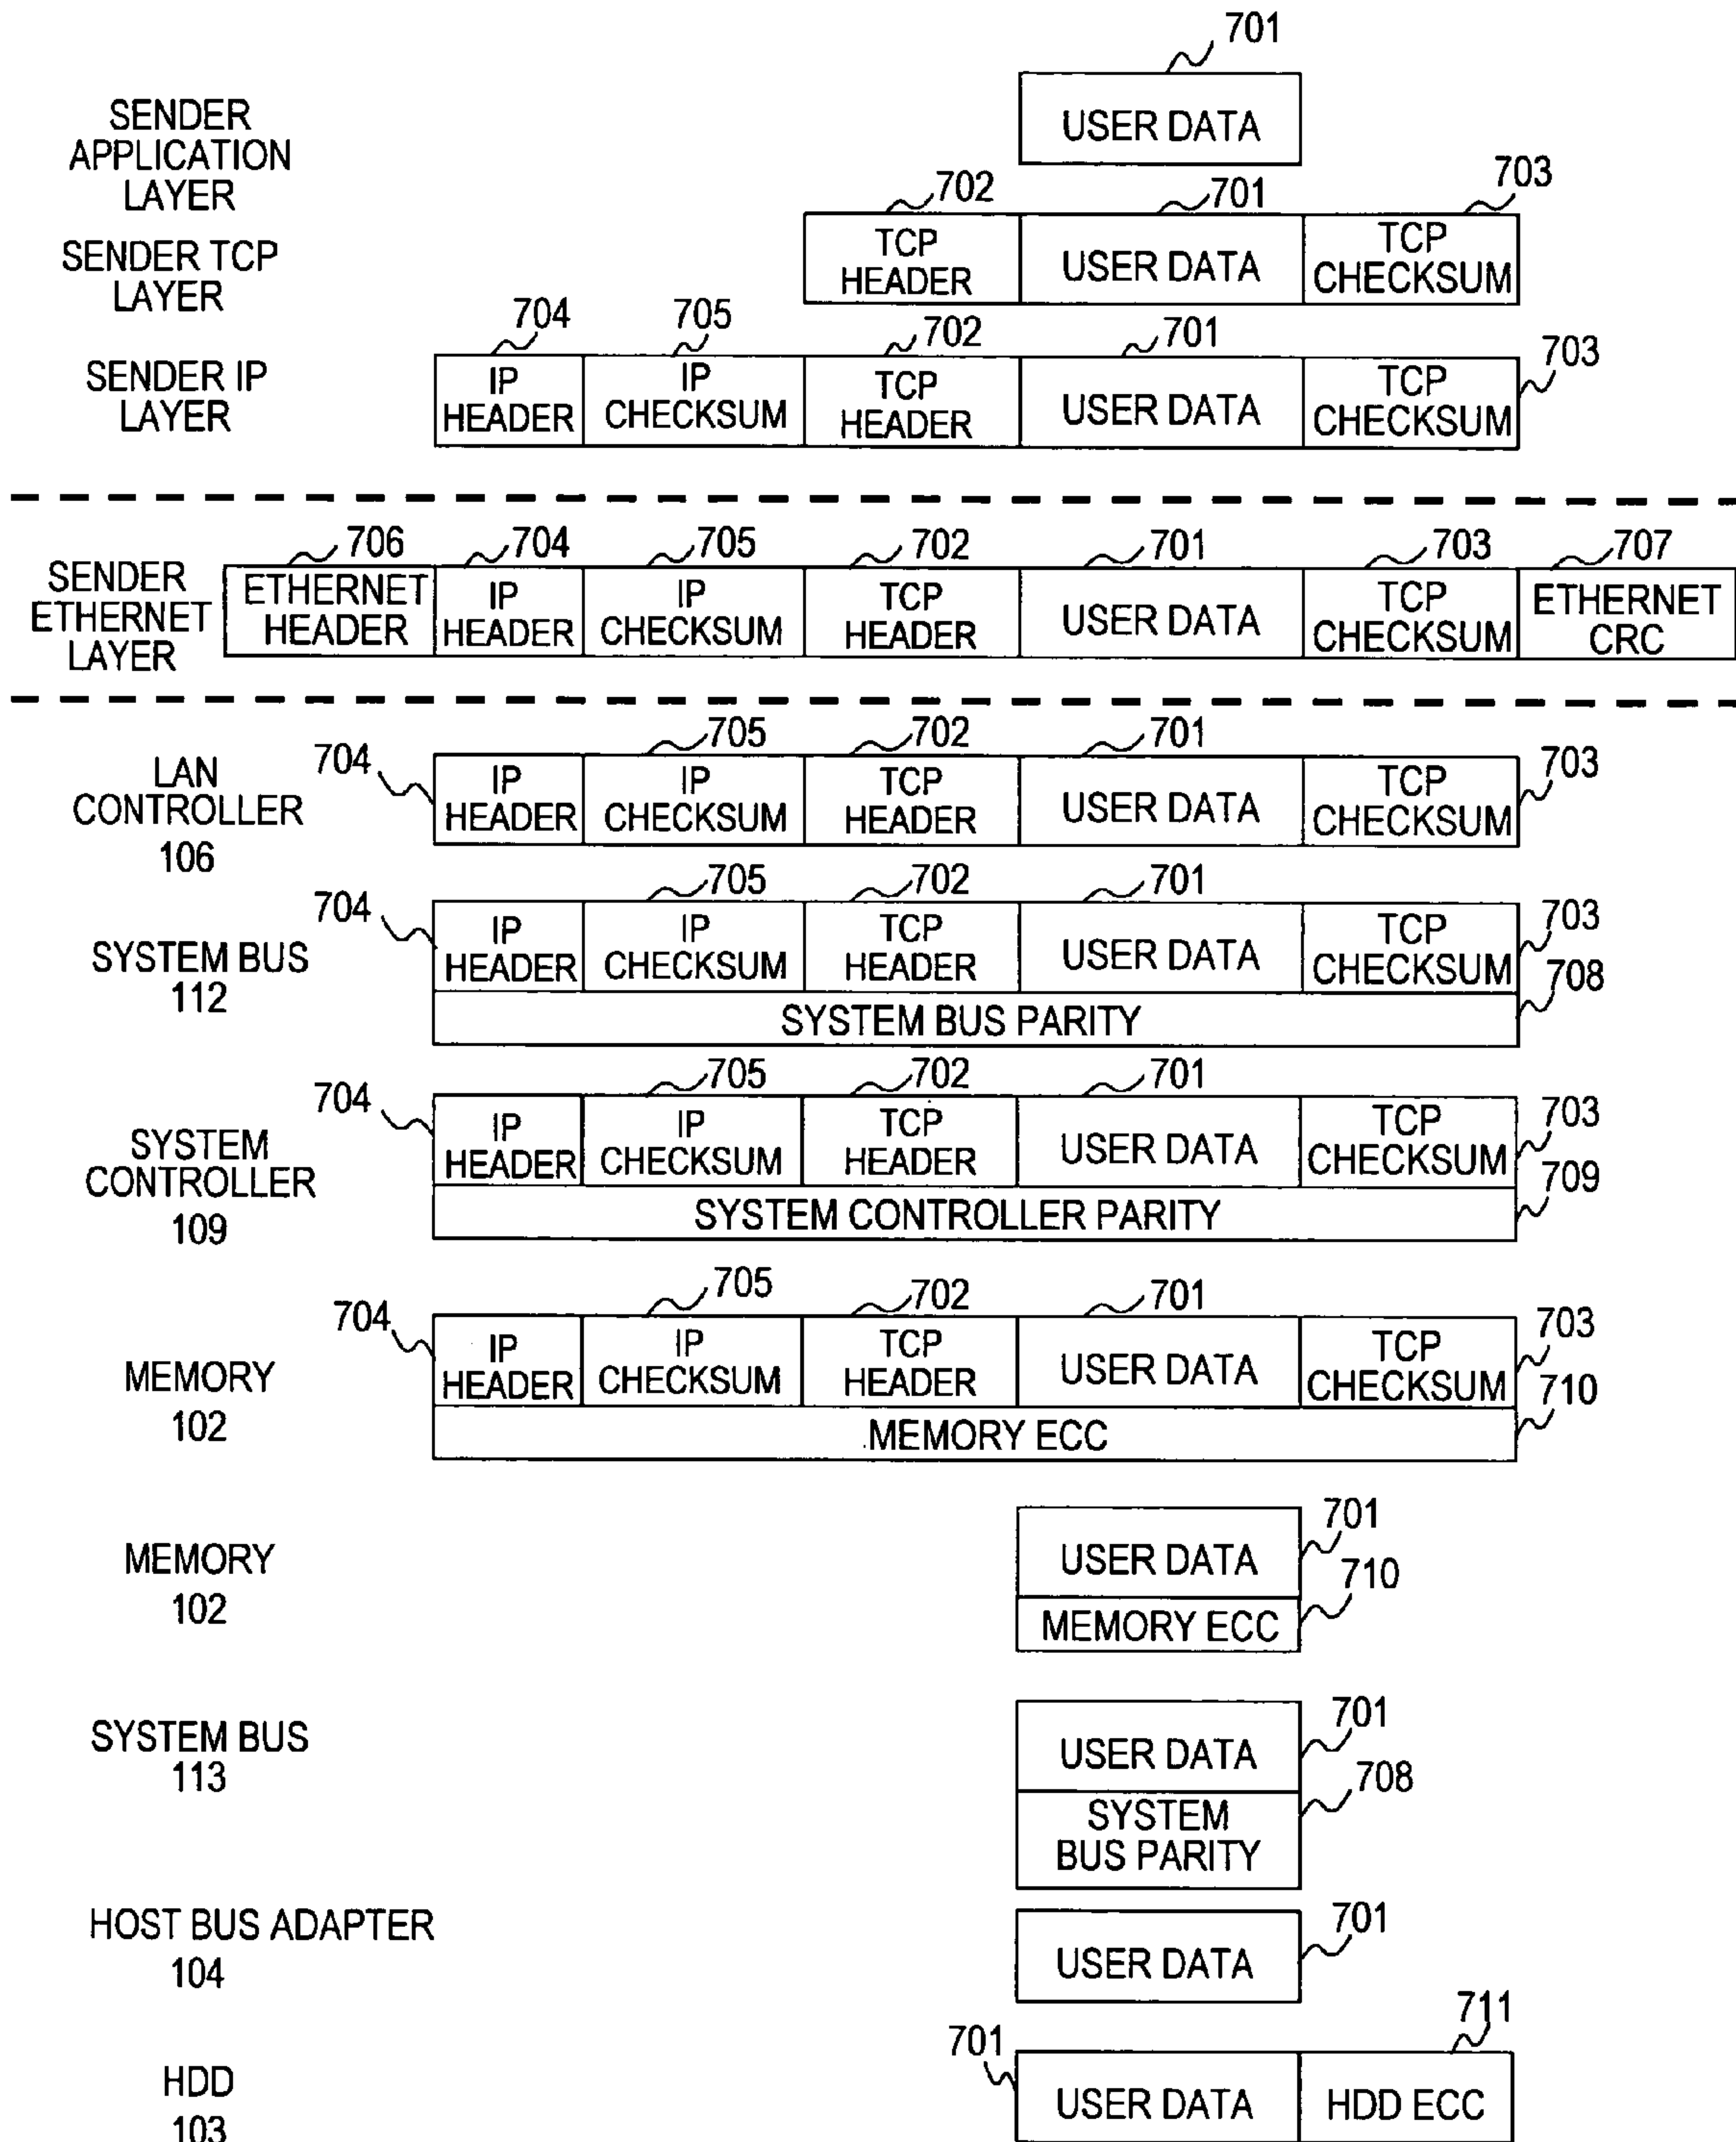 701
SENDER
APPLICATION
LAYER
USER DATA
702
701
703
SENDER TCP
LAYER
TCP
HEADER
USER DATA
TCP
CHECKSUM
704
705
702
701
703
SENDER IP
LAYER
IP
HEADER
IP
CHECKSUM
TCP
HEADER
USER DATA
TCP
CHECKSUM
706
704
705
702
701
703
707
SENDER
ETHERNET
LAYER
ETHERNET
HEADER
IP
HEADER
IP
CHECKSUM
TCP
HEADER
USER DATA
TCP
CHECKSUM
ETHERNET
CRC
704
705
702
701
703
LAN
CONTROLLER
106
IP
HEADER
IP
CHECKSUM
TCP
HEADER
USER DATA
TCP
CHECKSUM
704
705
702
701
703
SYSTEM BUS
112
IP
HEADER
IP
CHECKSUM
TCP
HEADER
USER DATA
TCP
CHECKSUM
708
SYSTEM BUS PARITY
704
705
702
701
703
SYSTEM
CONTROLLER
109
IP
HEADER
IP
CHECKSUM
TCP
HEADER
USER DATA
TCP
CHECKSUM
709
SYSTEM CONTROLLER PARITY
704
705
702
701
703
MEMORY
102
IP
HEADER
IP
CHECKSUM
TCP
HEADER
USER DATA
TCP
CHECKSUM
710
MEMORY ECC
MEMORY
102
USER DATA
701
MEMORY ECC
710
SYSTEM BUS
113
USER DATA
701
SYSTEM
BUS PARITY
708
HOST BUS ADAPTER
104
USER DATA
701
HDD
103
701
711
USER DATA
HDD ECC